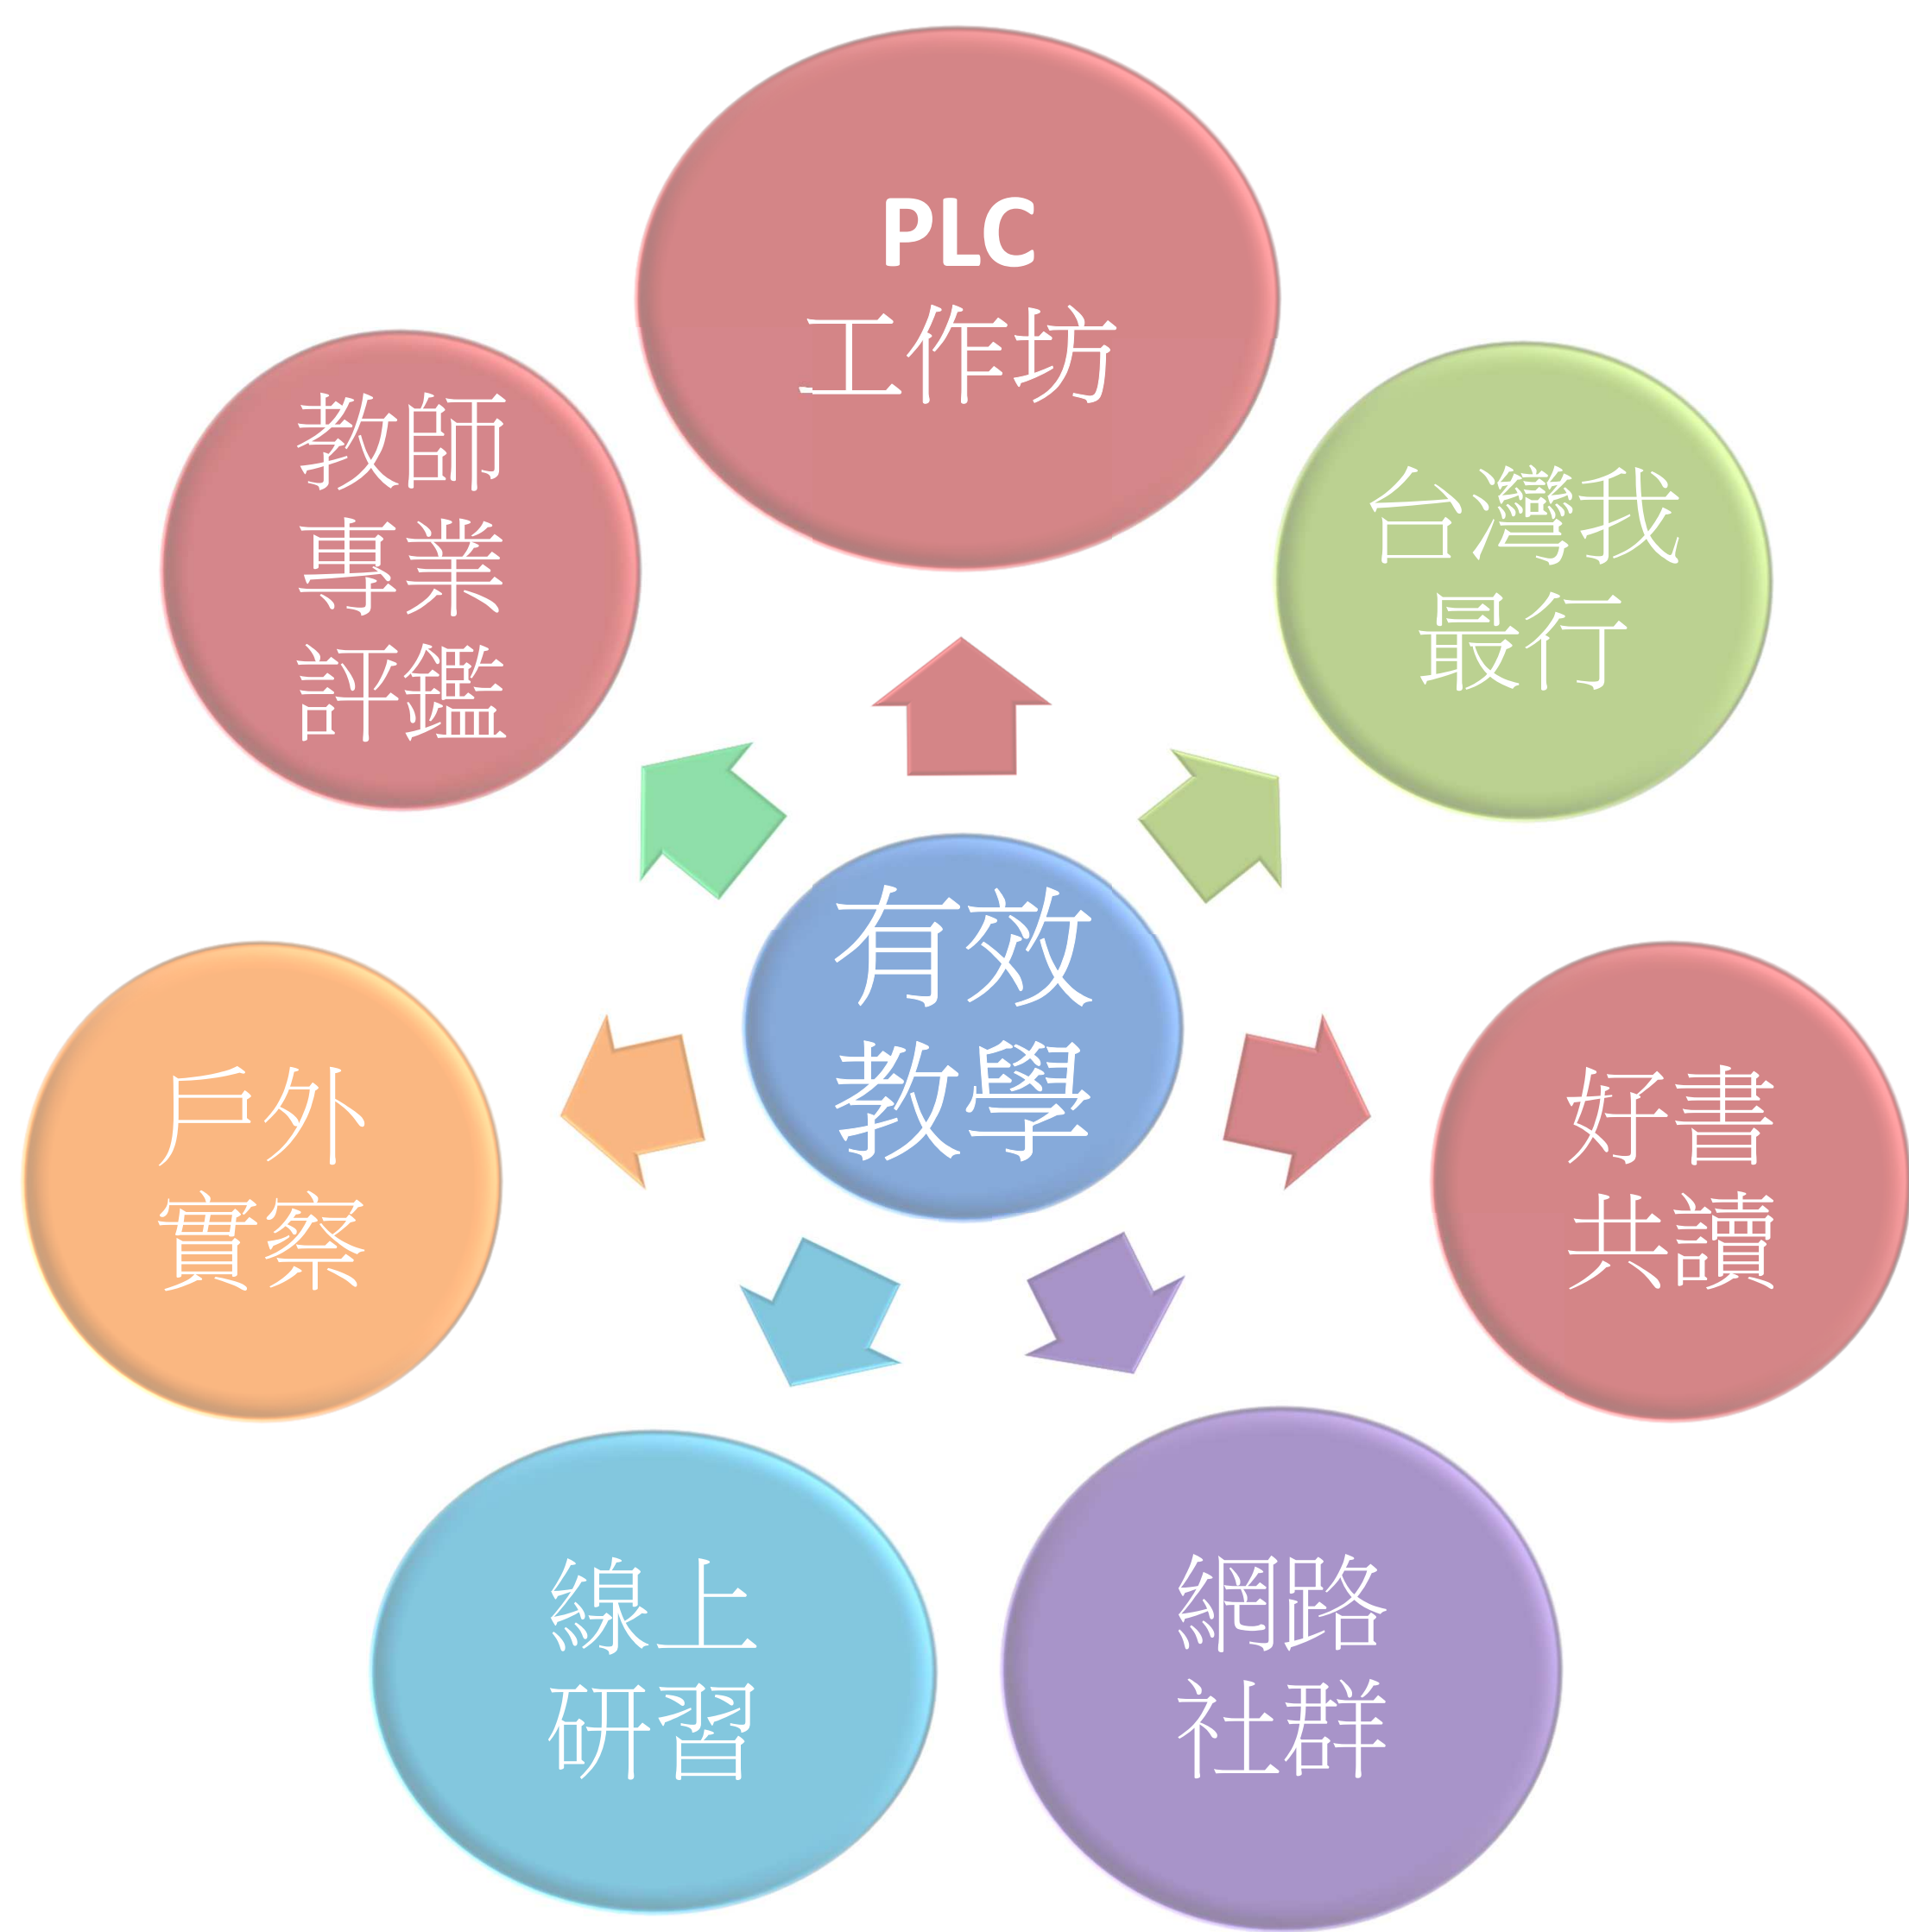 PLC
工作坊
台灣我
最行
好書
共讀
網路
社群
線上
研習
戶外
實察
教師
專業
評鑑
有效
教學